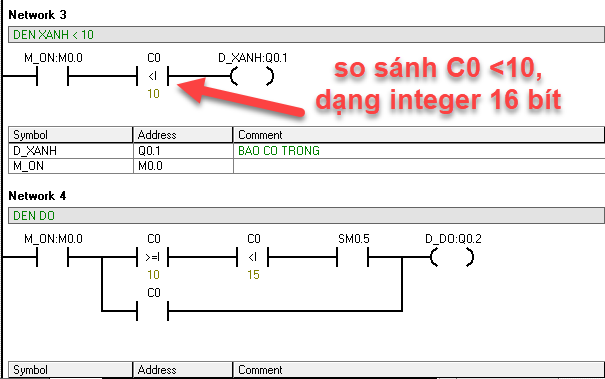 Network 3
DEN XANH < 10
M_ON:M0.0 C0 D_XANH:Q0.1
<I
10
so sánh C0 <10,
dạng integer 16 bít
Symbol Address Comment
D_XANH Q0.1 BAO CO TRONG
M_ON M0.0
Network 4
DEN DO
M_ON:M0.0 C0 C0 SM0.5 D_DO:Q0.2
>=I <I
10 15
C0
Symbol Address Comment